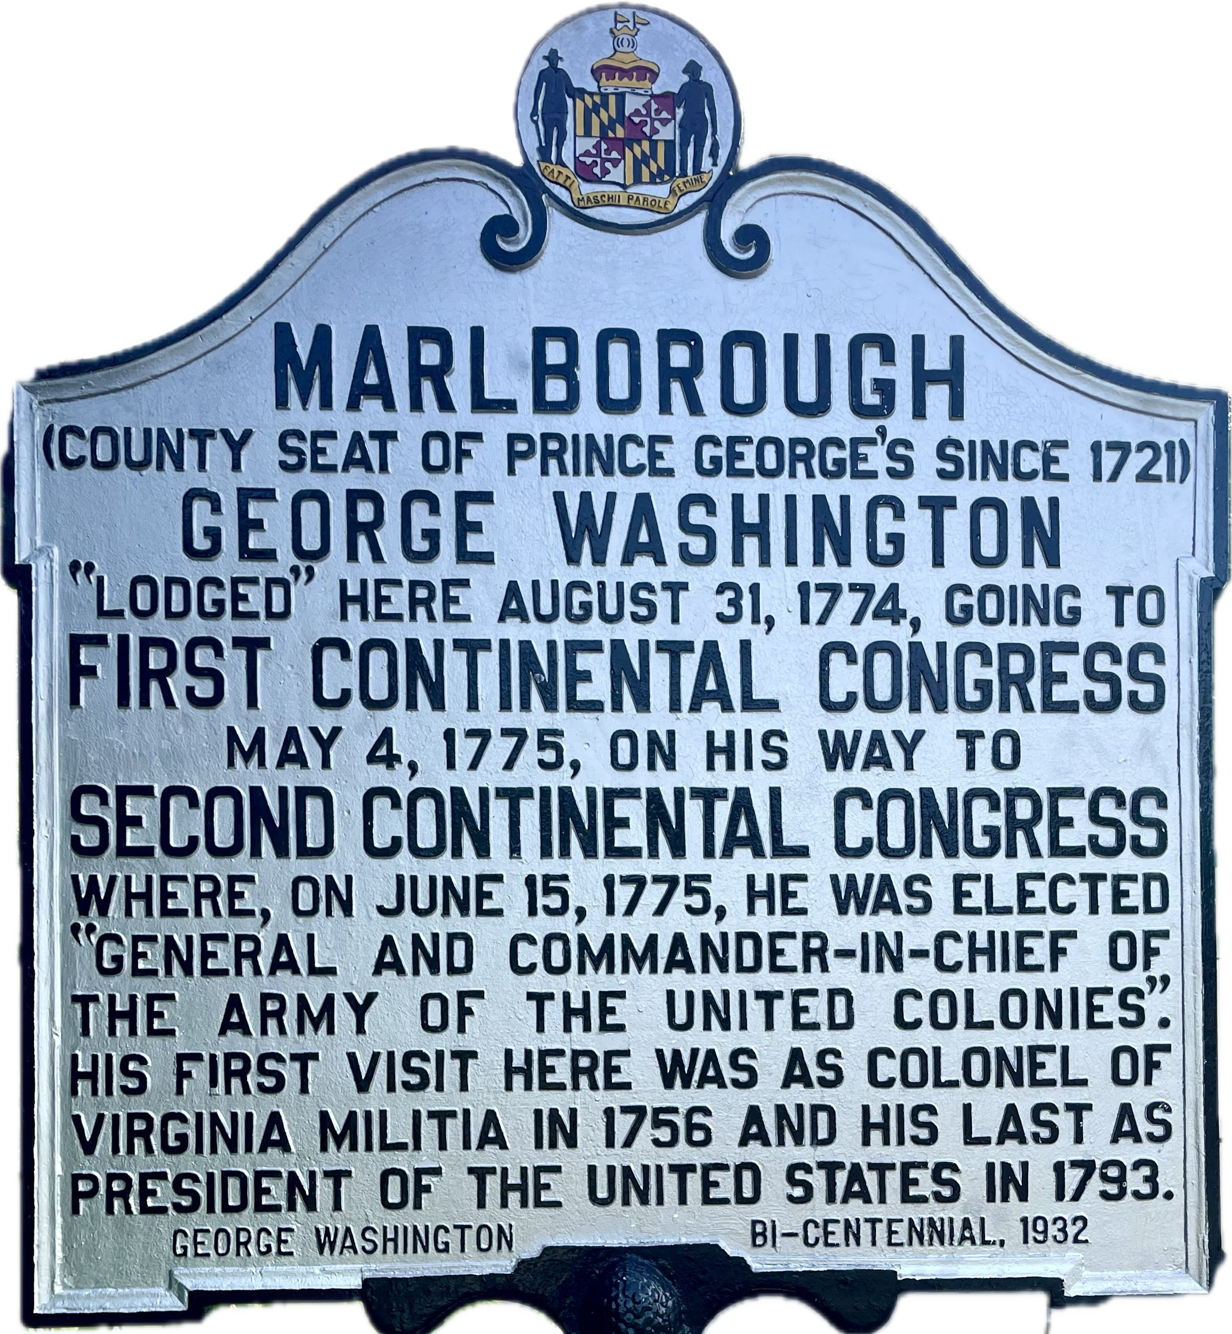 FATTI MASCHII PAROLE FEMINE
MARLBOROUGH
(COUNTY SEAT OF PRINCE GEORGE'S SINCE 1721)
GEORGE WASHINGTON
"LODGED" HERE AUGUST 31, 1774, GOING TO
FIRST CONTINENTAL CONGRESS
MAY 4, 1775, ON HIS WAY TO
SECOND CONTINENTAL CONGRESS
WHERE, ON JUNE 15, 1775, HE WAS ELECTED
"GENERAL AND COMMANDER-IN-CHIEF OF
THE ARMY OF THE UNITED COLONIES".
HIS FIRST VISIT HERE WAS AS COLONEL OF
VIRGINIA MILITIA IN 1756 AND HIS LAST AS
PRESIDENT OF THE UNITED STATES IN 1793.
GEORGE WASHINGTON BI-CENTENNIAL, 1932